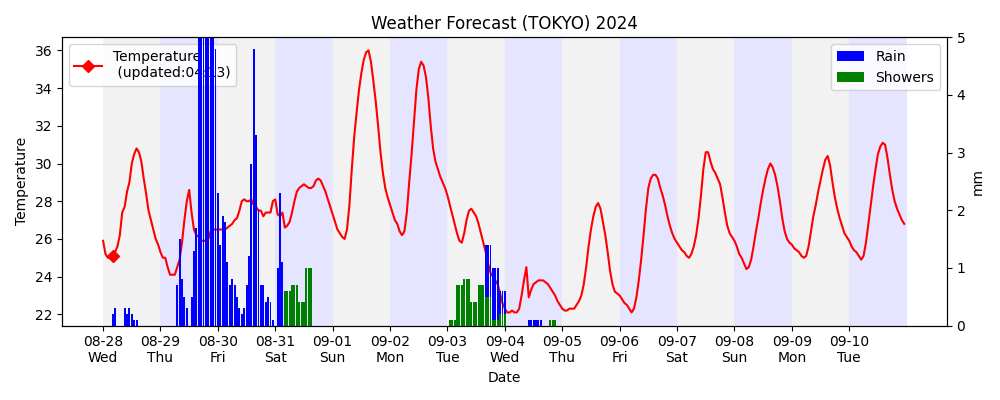 Weather Forecast (TOKYO) 2024
Temperature
(updated:04:13)
Rain
Showers
Temperature
36
34
32
30
28
26
24
22
5
4
3
2
1
0
mm
08-28 08-29 08-30 08-31 09-01 09-02 09-03 09-04 09-05 09-06 09-07 09-08 09-09 09-10
Wed Thu Fri Sat Sun Mon Tue Wed Thu Fri Sat Sun Mon Tue
Date